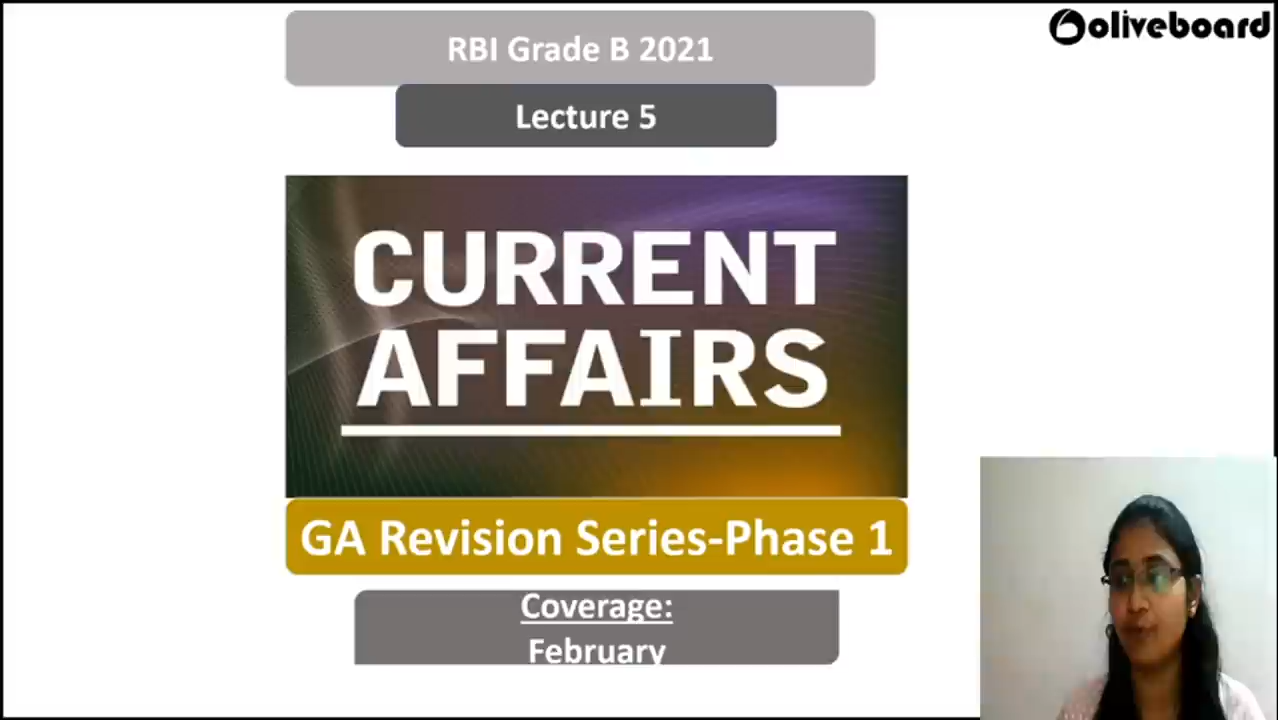 oliveboard
RBI Grade B 2021
Lecture 5
CURRENT
AFFAIRS
GA Revision Series-Phase 1
Coverage:
February